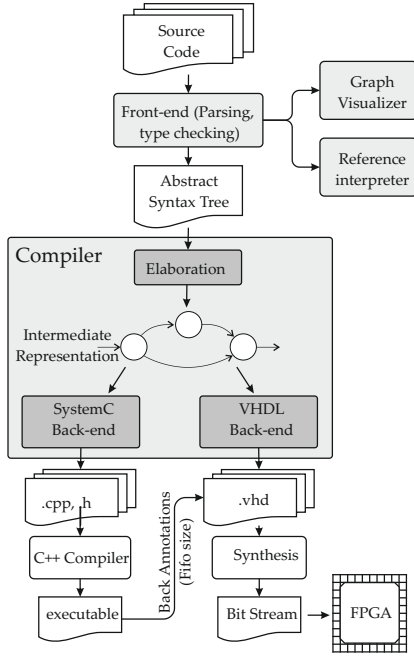 Source
Code
Front-end (Parsing,
type checking)
Graph
Visualizer
Reference
interpreter
Abstract
Syntax Tree
Compiler
Elaboration
Intermediate
Representation
SystemC
Back-end
VHDL
Back-end
.cpp, h
.vhd
Back Annotations
(Fifo size)
C++ Compiler
Synthesis
executable
Bit Stream
FPGA